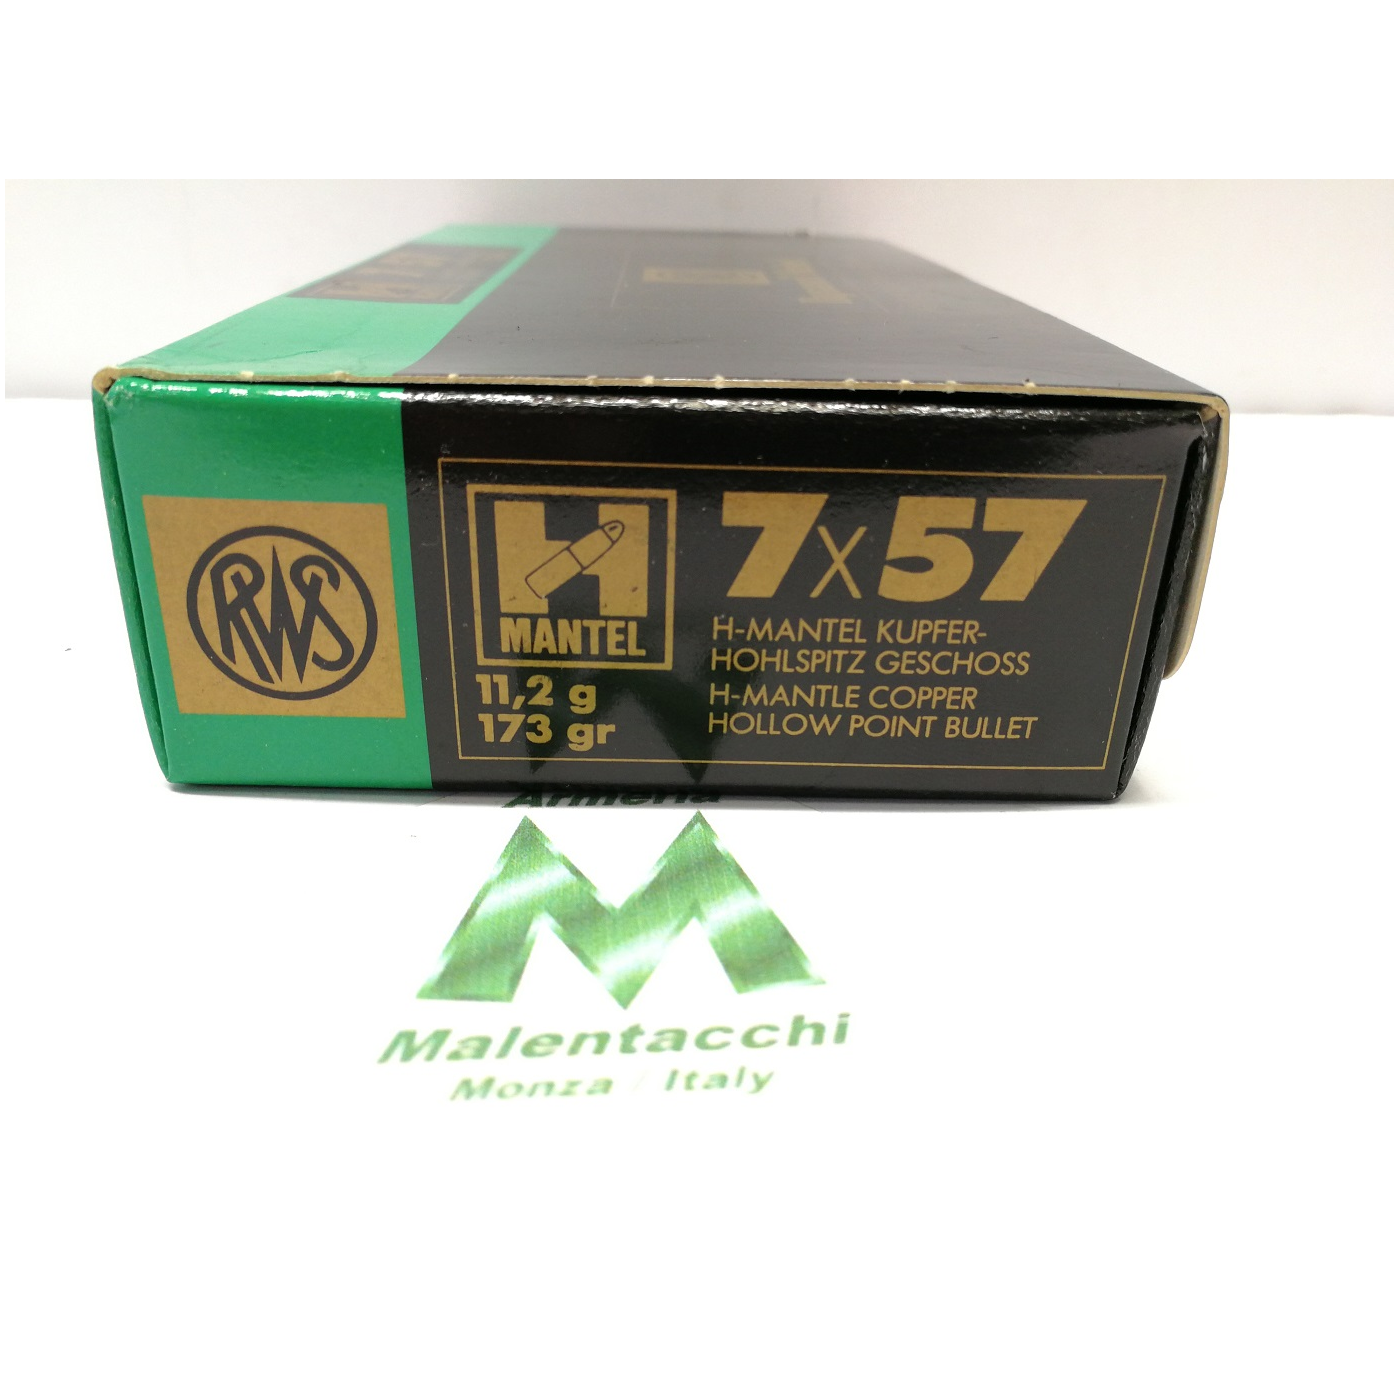 RWS
H
MANTEL
11,2 g
173 gr
7x57
H-MANTEL KUPFER-
HOHLSPITZ GESCHOSS
H-MANTLE COPPER
HOLLOW POINT BULLET
Armeria
Malentacchi
Monza / Italy